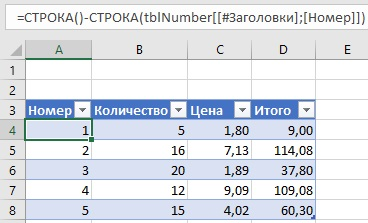 =СТРОКА()-СТРОКА(tblNumber[[#Заголовки];[Номер]])
A B C D E
1
2
3 Номер Количество Цена Итого
4 1 5 1,80 9,00
5 2 16 7,13 114,08
6 3 20 1,89 37,80
7 4 12 9,09 109,08
8 5 15 4,02 60,30